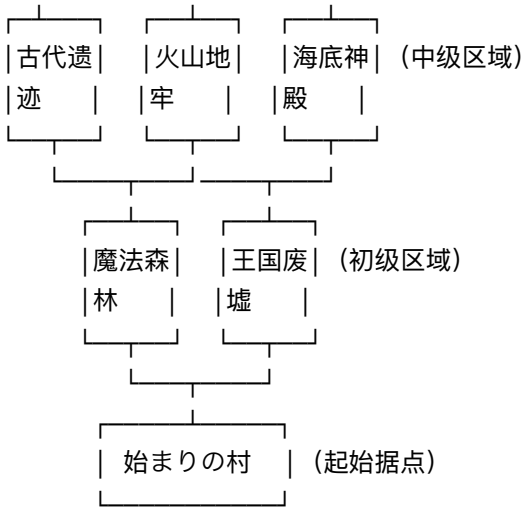 古代遗 火山地 海底神 (中级区域)
迹 牢 殿
魔法森 王国废 (初级区域)
林 墟
始まりの村 (起始据点)